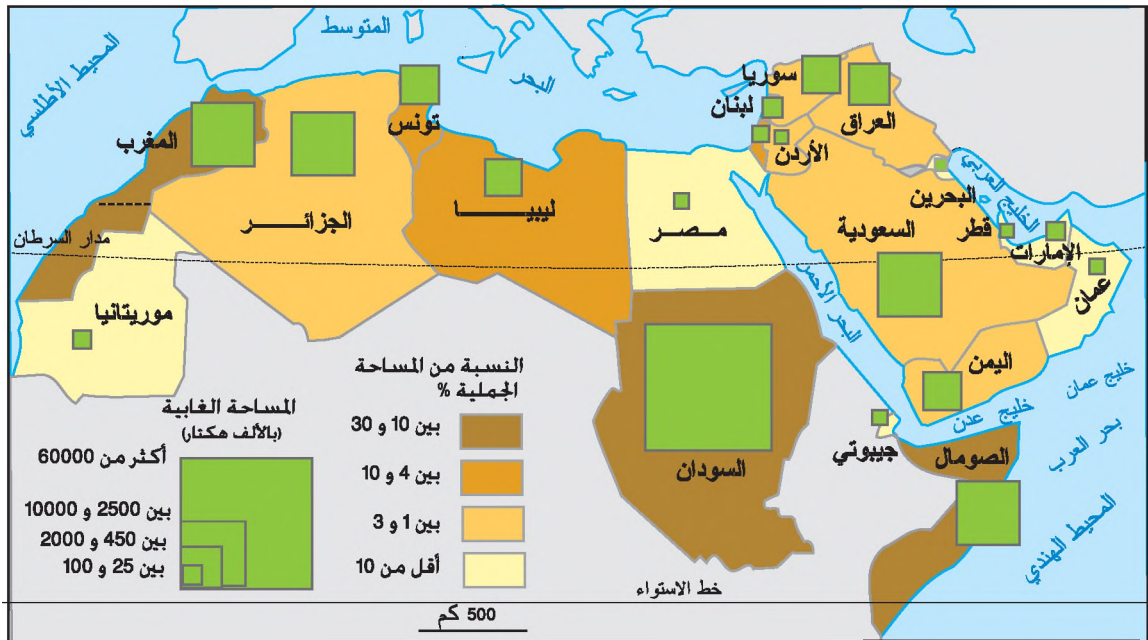 المحيط الأطلسي
المتوسط
البحر
سوريا
لبنان
العراق
الأردن
تونس
المغرب
الجزائــــــر
ليبيــــــا
مــصــر
السعودية
البحرين
قطر
الخليج العربي
الإمارات
عمان
مدار السرطان
البحر الأحمر
موريتانيا
اليمن
خليج عمان
خليج عدن
بحر العرب
جيبوتي
الصومال
السودان
المحيط الهندي
خط الاستواء
المساحة الغابية
(بالألف هكتار)
أكثر من 60000
بين 2500 و 10000
بين 450 و 2000
بين 25 و 100
النسبة من المساحة
الجملية %
بين 10 و 30
بين 4 و 10
بين 1 و 3
أقل من 10
500 كم